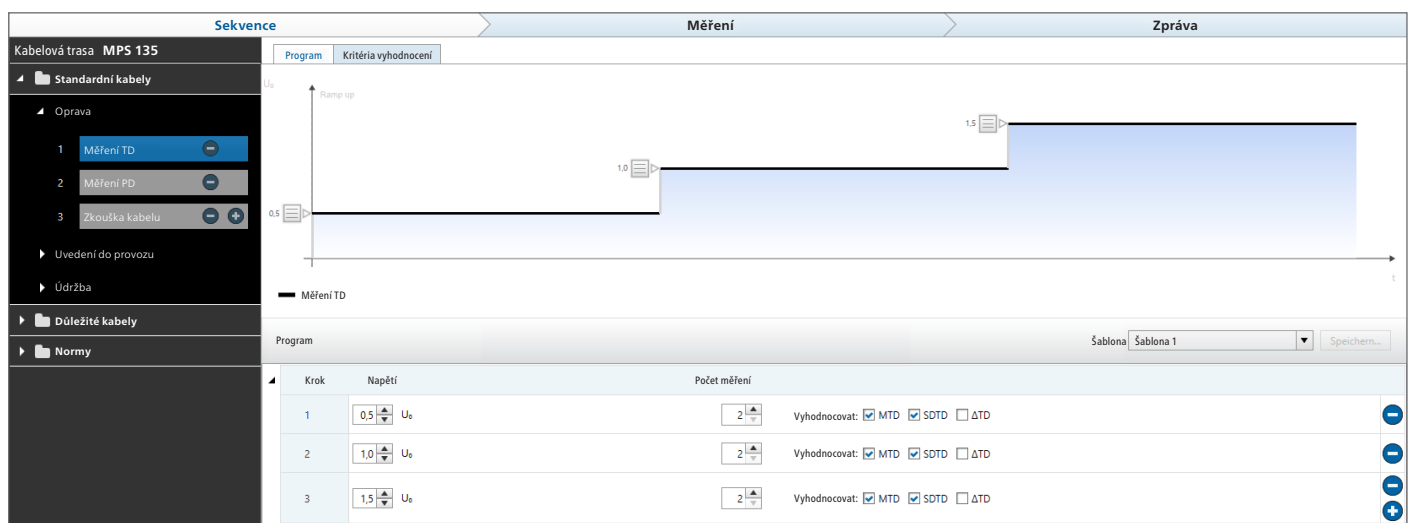 Sekvence
Měření
Zpráva
Kabelová trasa MPS 135
Standardní kabely
Oprava
1 Měření TD
2 Měření PD
3 Zkouška kabelu
Uvedení do provozu
Údržba
Důležité kabely
Normy
Program Kritéria vyhodnocení
U₀
Ramp up
1,5
1,0
0,5
t
Měření TD
Program Šablona Šablona 1 Speichern...
Krok Napětí Počet měření
1 0,5 U₀ 2 Vyhodnocovat: MTD SDTD ΔTD
2 1,0 U₀ 2 Vyhodnocovat: MTD SDTD ΔTD
3 1,5 U₀ 2 Vyhodnocovat: MTD SDTD ΔTD